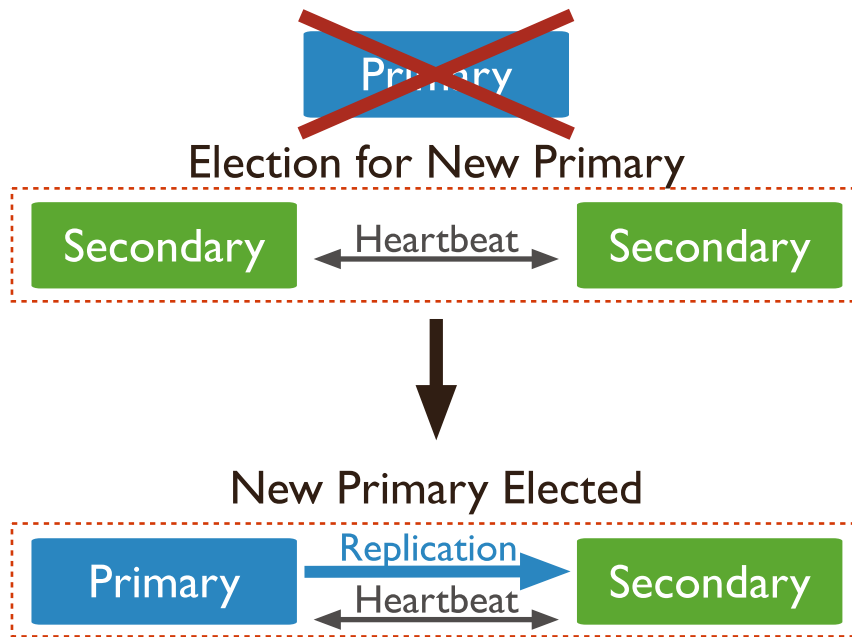 Primary
Election for New Primary
Secondary
Heartbeat
Secondary
New Primary Elected
Primary
Replication
Heartbeat
Secondary